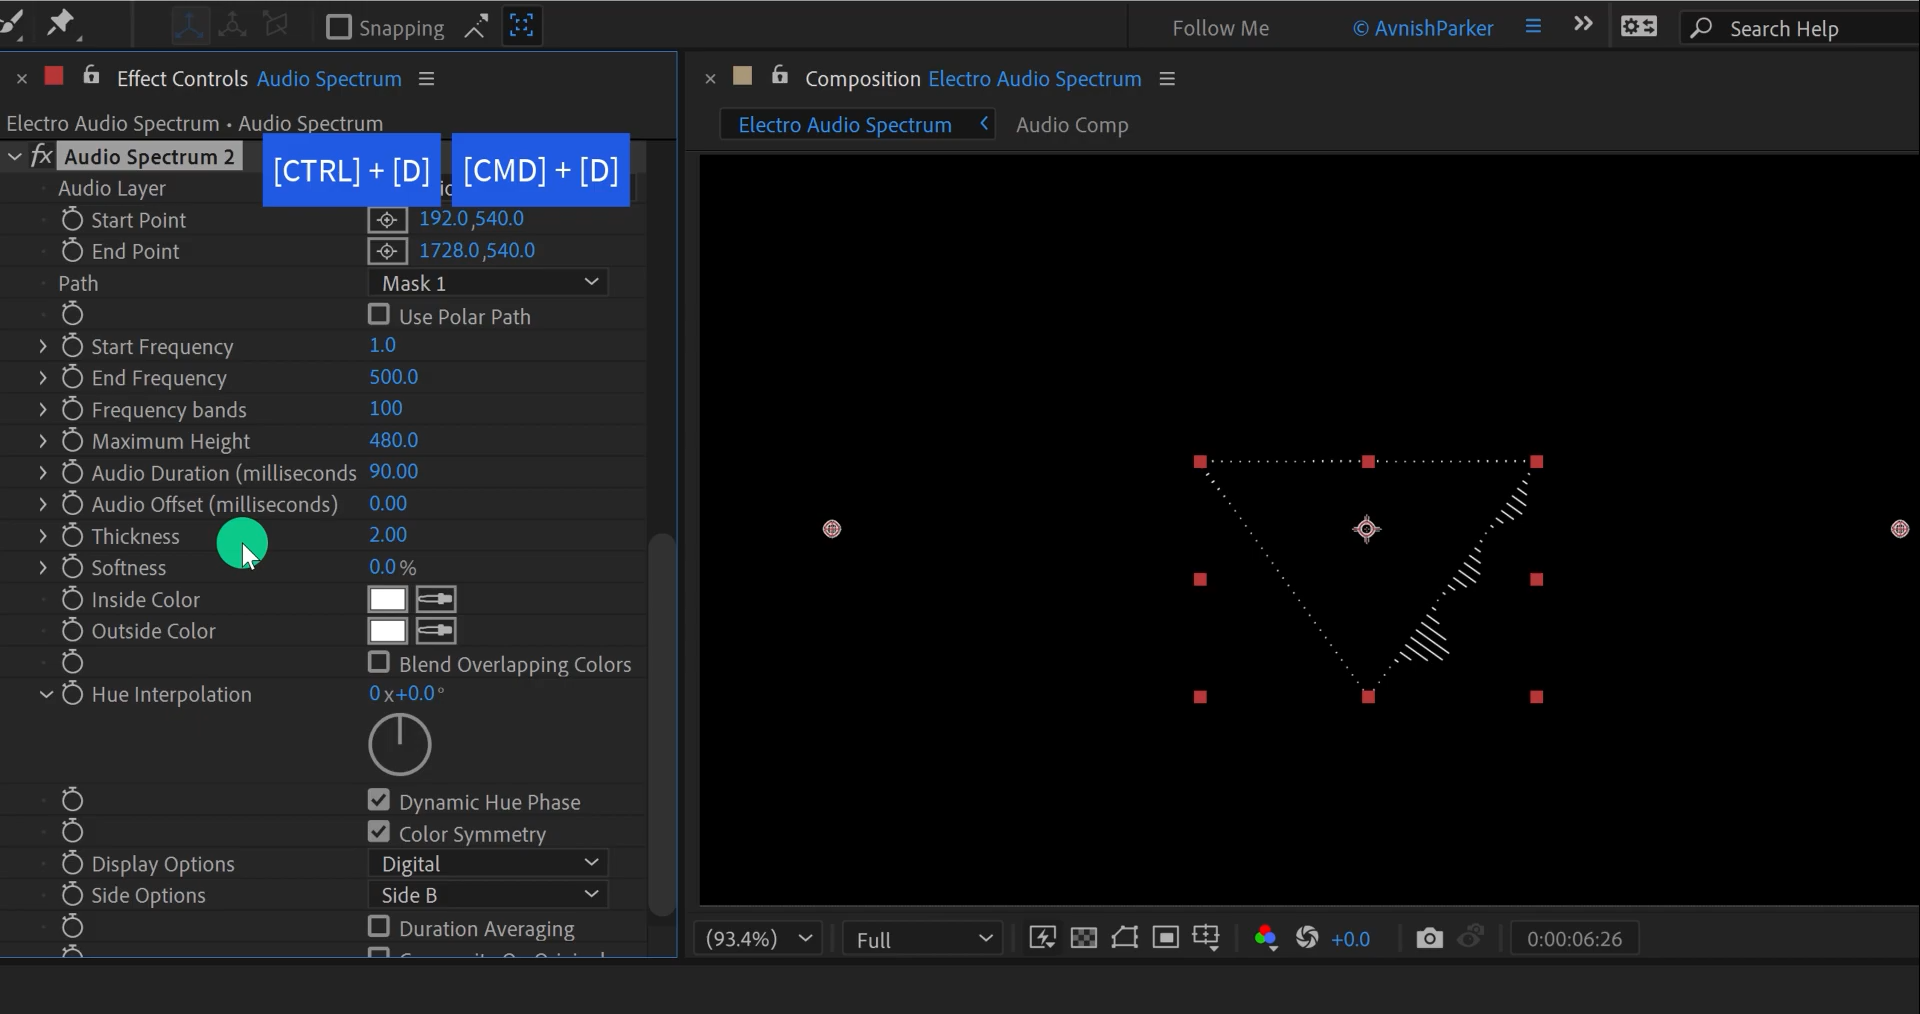 Snapping
Follow Me
© AvnishParker
Search Help
Effect Controls Audio Spectrum
Composition Electro Audio Spectrum
Electro Audio Spectrum
Audio Comp
Electro Audio Spectrum • Audio Spectrum
fx Audio Spectrum 2
[CTRL] + [D]
[CMD] + [D]
Audio Layer
Start Point 192.0,540.0
End Point 1728.0,540.0
Path Mask 1
Use Polar Path
Start Frequency 1.0
End Frequency 500.0
Frequency bands 100
Maximum Height 480.0
Audio Duration (milliseconds 90.00
Audio Offset (milliseconds) 0.00
Thickness 2.00
Softness 0.0 %
Inside Color
Outside Color
Blend Overlapping Colors
Hue Interpolation 0 x+0.0°
Dynamic Hue Phase
Color Symmetry
Display Options Digital
Side Options Side B
Duration Averaging
(93.4%)
Full
+0.0
0:00:06:26